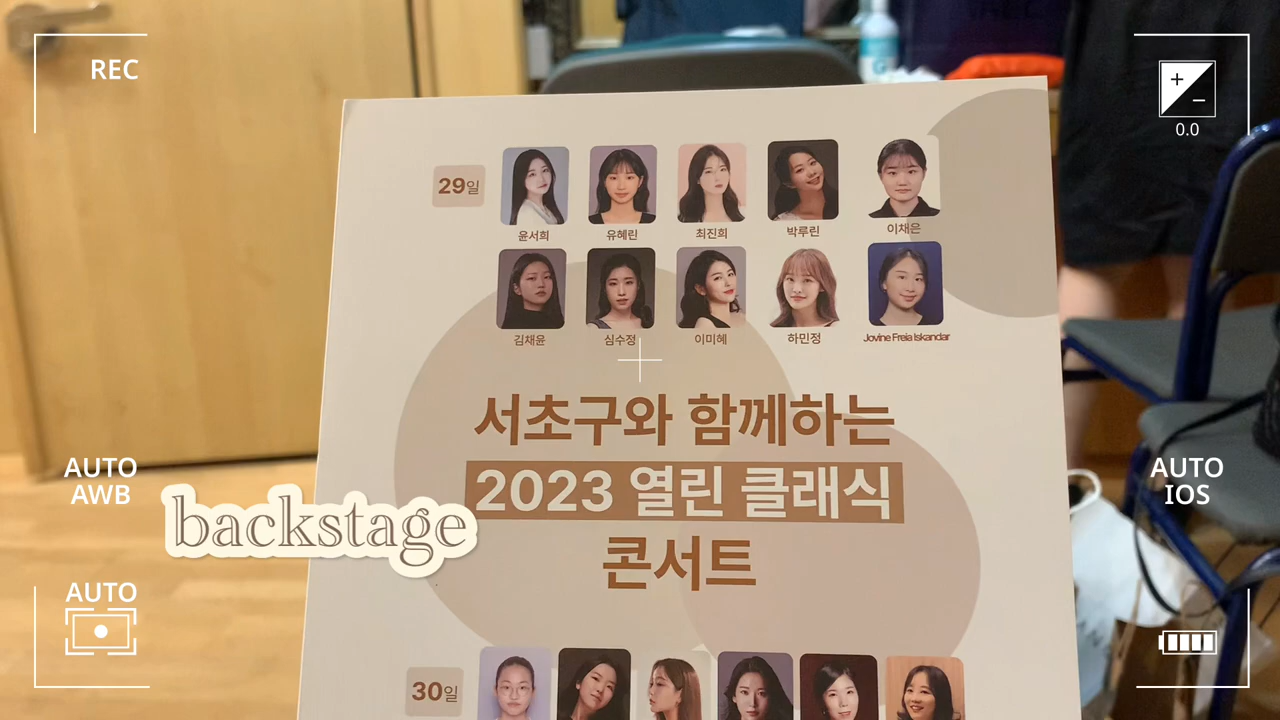 REC
0.0
29일
윤서희 유혜린 최진희 박루린 이채은
김채윤 심수정 이미혜 하민정 Jovine Freia Iskandar
서초구와 함께하는
2023 열린 클래식
콘서트
AUTO
AWB
AUTO
IOS
backstage
AUTO
30일